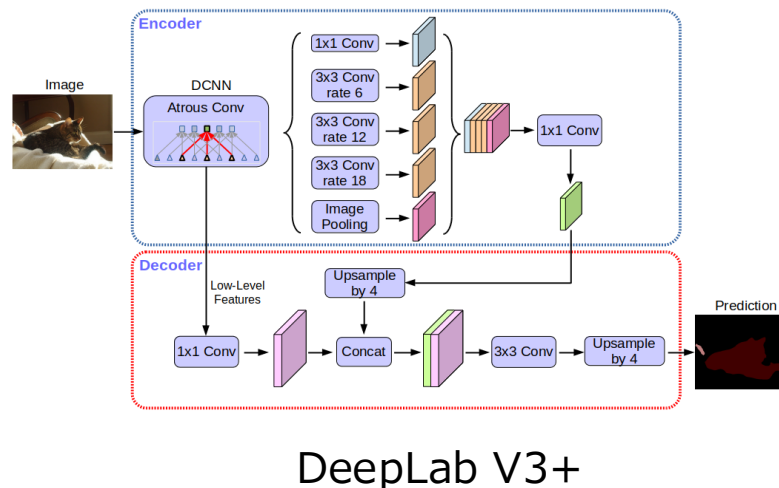 Encoder
Image
DCNN
Atrous Conv
1x1 Conv
3x3 Conv
rate 6
3x3 Conv
rate 12
3x3 Conv
rate 18
Image
Pooling
1x1 Conv
Decoder
Low-Level
Features
Upsample
by 4
1x1 Conv
Concat
3x3 Conv
Upsample
by 4
Prediction
DeepLab V3+